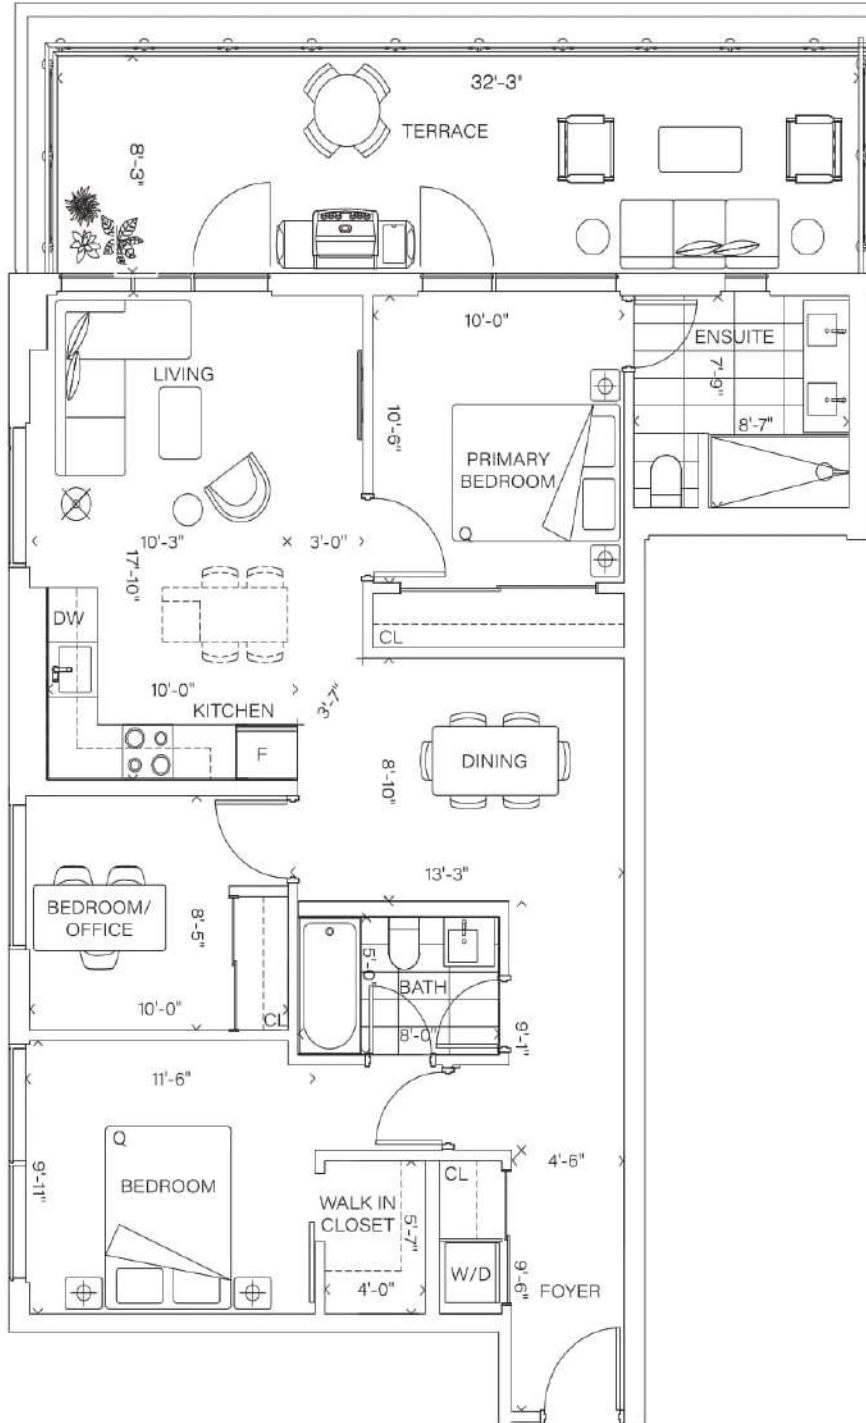 32'-3"
TERRACE
8'-3"
10'-0"
ENSUITE
7'-9"
8'-7"
LIVING
10'-6"
PRIMARY
BEDROOM
Q
10'-3"
3'-0"
17'-10"
DW
CL
10'-0"
3'-7"
KITCHEN
F
DINING
8'-10"
13'-3"
BEDROOM/
OFFICE
8'-5"
5'-0"
BATH
10'-0"
CL
8'-0"
9'-1"
11'-6"
Q
4'-6"
9'-11"
BEDROOM
CL
WALK IN
CLOSET
5'-7"
W/D
4'-0"
9'-6"
FOYER